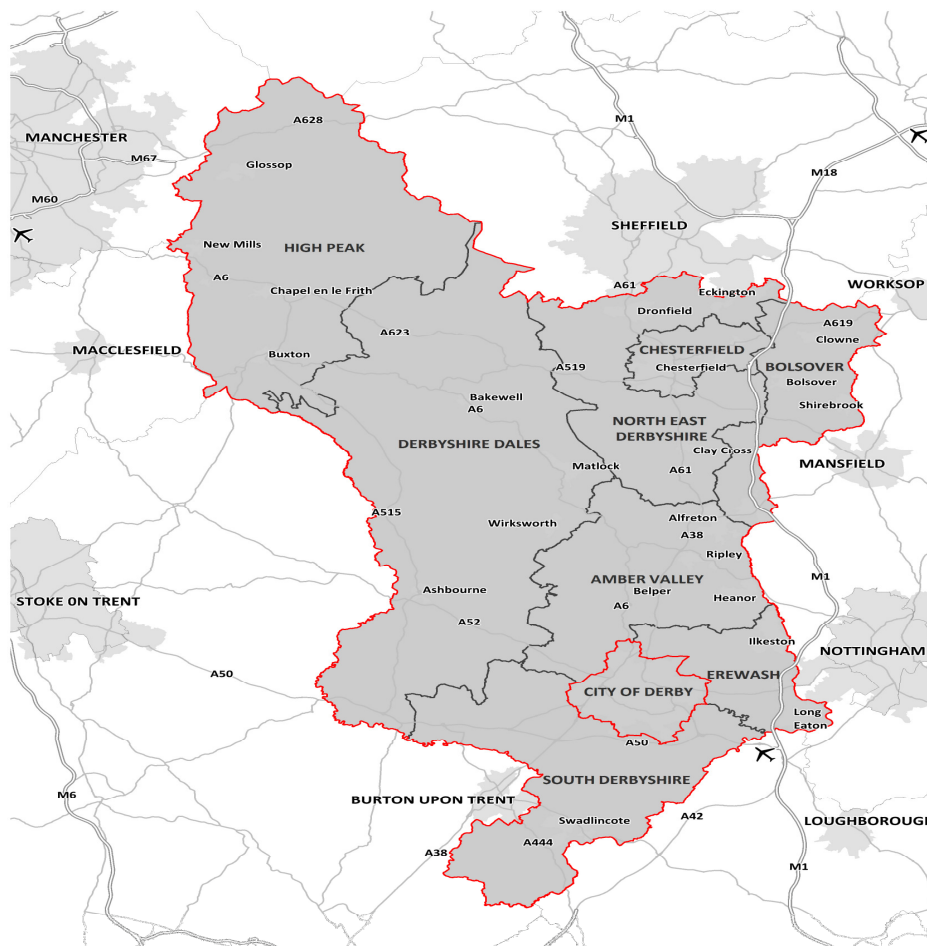 M1
A628
MANCHESTER
M67
Glossop
M18
M60
SHEFFIELD
New Mills
HIGH PEAK
A6
A61
Eckington
WORKSOP
Chapel en le Frith
Dronfield
A623
A619
Clowne
MACCLESFIELD
CHESTERFIELD
Buxton
A519
Chesterfield
BOLSOVER
Bolsover
Bakewell
A6
Shirebrook
DERBYSHIRE DALES
NORTH EAST
DERBYSHIRE
Clay Cross
MANSFIELD
Matlock
A61
A515
Wirksworth
Alfreton
A38
Ripley
M1
AMBER VALLEY
Ashbourne
Belper
Heanor
STOKE 0N TRENT
A6
A52
Ilkeston
NOTTINGHAM
A50
EREWASH
CITY OF DERBY
Long
Eaton
A50
SOUTH DERBYSHIRE
M6
BURTON UPON TRENT
Swadlincote
A42
LOUGHBOROUGH
A38
A444
M1